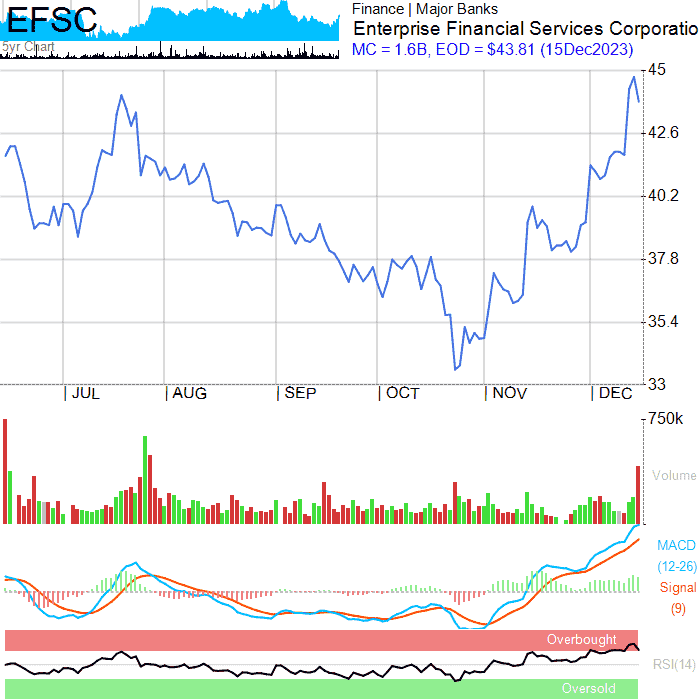 EFSC
5yr Chart
Finance | Major Banks
Enterprise Financial Services Corporatio
MC = 1.6B, EOD = $43.81 (15Dec2023)
45
42.6
40.2
37.8
35.4
33
| JUL | AUG | SEP | OCT | NOV | DEC
750k
Volume
MACD
(12-26)
Signal
(9)
Overbought
RSI(14)
Oversold